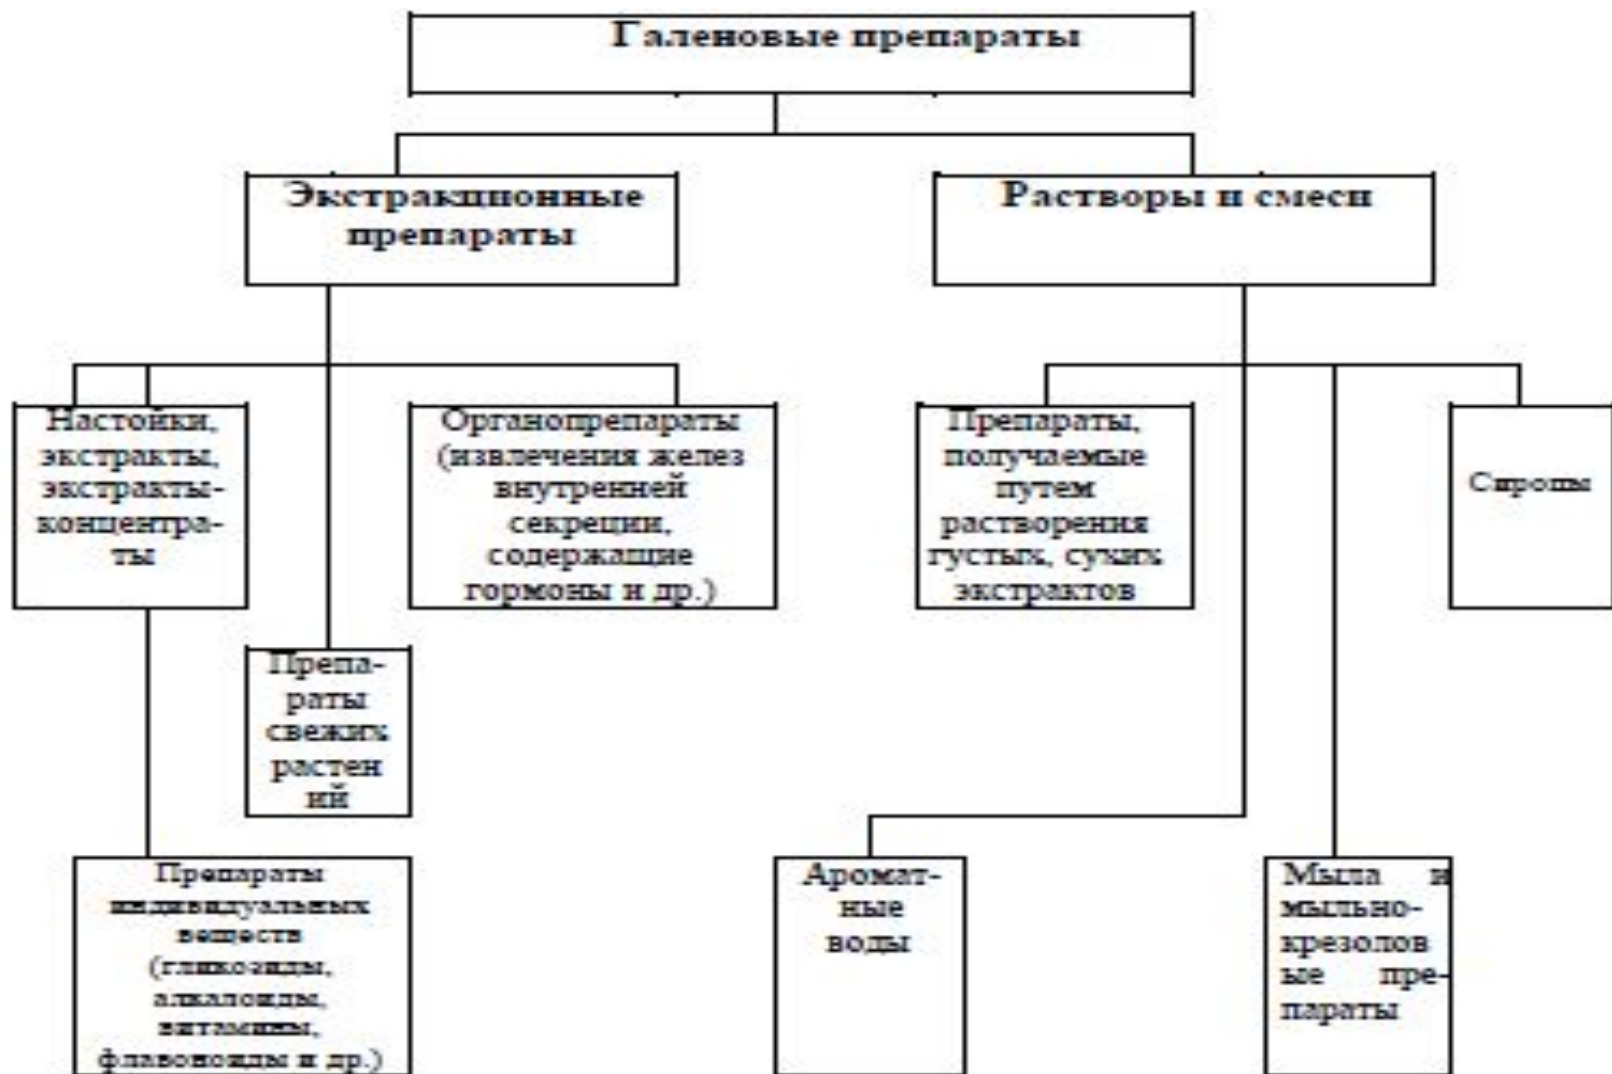 Галеновые препараты
Экстракционные
препараты
Растворы и смеси
Настойки,
экстракты,
экстракты-
концентра-
ты
Органопрепараты
(извлечения желез
внутренней
секреции,
содержащие
гормоны и др.)
Препараты,
получаемые
путем
растворения
густых, сухих
экстрактов
Сиропы
Препа-
раты
свежих
растен
ий
Препараты
индивидуальных
веществ
(гликозиды,
алкалоиды,
витамины,
флавоноиды и др.)
Аромат-
ные
воды
Мыла и
мыльно-
крезолов
ые пре-
параты